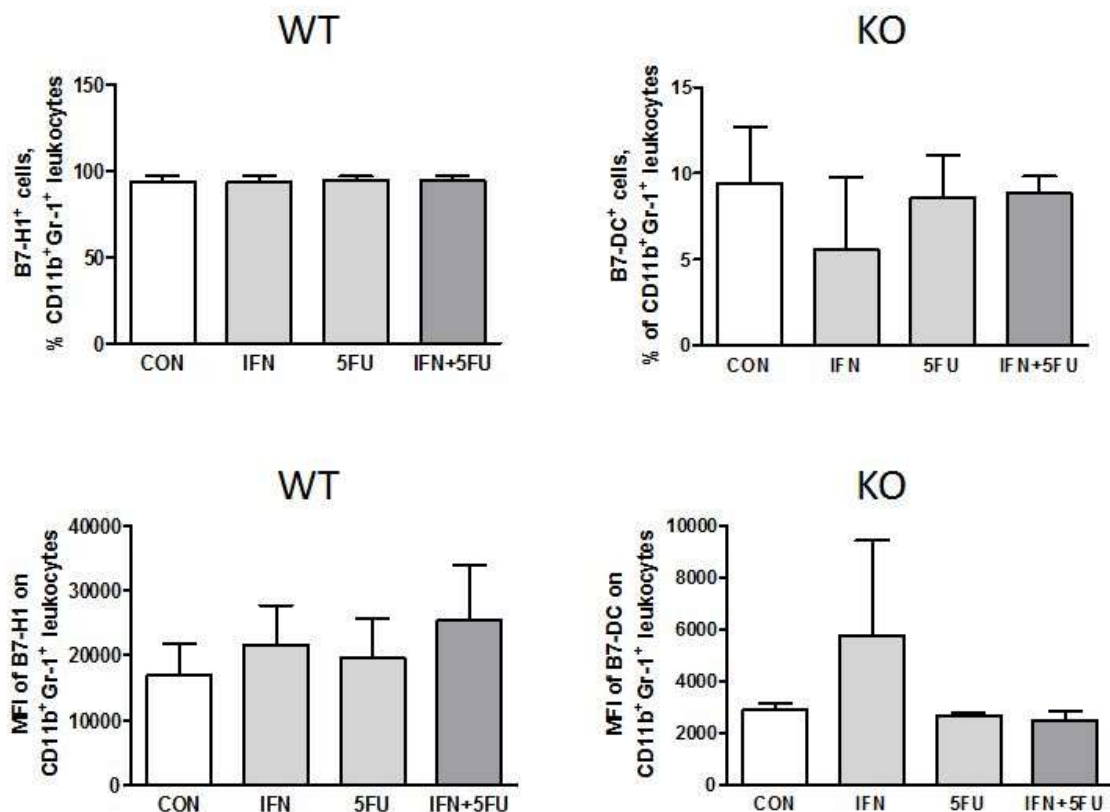 WT
B7-H1⁺ cells,
% CD11b⁺Gr-1⁺ leukocytes
150
100
50
0
CON IFN 5FU IFN+5FU
KO
B7-DC⁺ cells,
% of CD11b⁺Gr-1⁺ leukocytes
15
10
5
0
CON IFN 5FU IFN+5FU
WT
MFI of B7-H1 on
CD11b⁺Gr-1⁺ leukocytes
40000
30000
20000
10000
0
CON IFN 5FU IFN+5FU
KO
MFI of B7-DC on
CD11b⁺Gr-1⁺ leukocytes
10000
8000
6000
4000
2000
0
CON IFN 5FU IFN+5FU